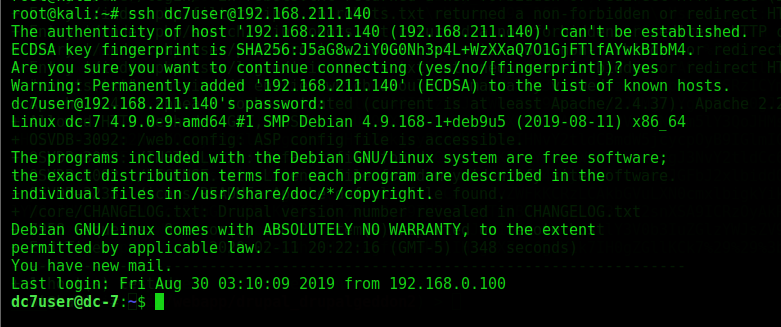 root@kali:~# ssh dc7user@192.168.211.140
The authenticity of host '192.168.211.140 (192.168.211.140)' can't be established.
ECDSA key fingerprint is SHA256:J5aG8w2iY0G0Nh3p4L+WzXXaQ7O1GjFTlfAYwkBIbM4.
Are you sure you want to continue connecting (yes/no/[fingerprint])? yes
Warning: Permanently added '192.168.211.140' (ECDSA) to the list of known hosts.
dc7user@192.168.211.140's password:
Linux dc-7 4.9.0-9-amd64 #1 SMP Debian 4.9.168-1+deb9u5 (2019-08-11) x86_64
The programs included with the Debian GNU/Linux system are free software;
the exact distribution terms for each program are described in the
individual files in /usr/share/doc/*/copyright.
Debian GNU/Linux comes with ABSOLUTELY NO WARRANTY, to the extent
permitted by applicable law.
You have new mail.
Last login: Fri Aug 30 03:10:09 2019 from 192.168.0.100
dc7user@dc-7:~$